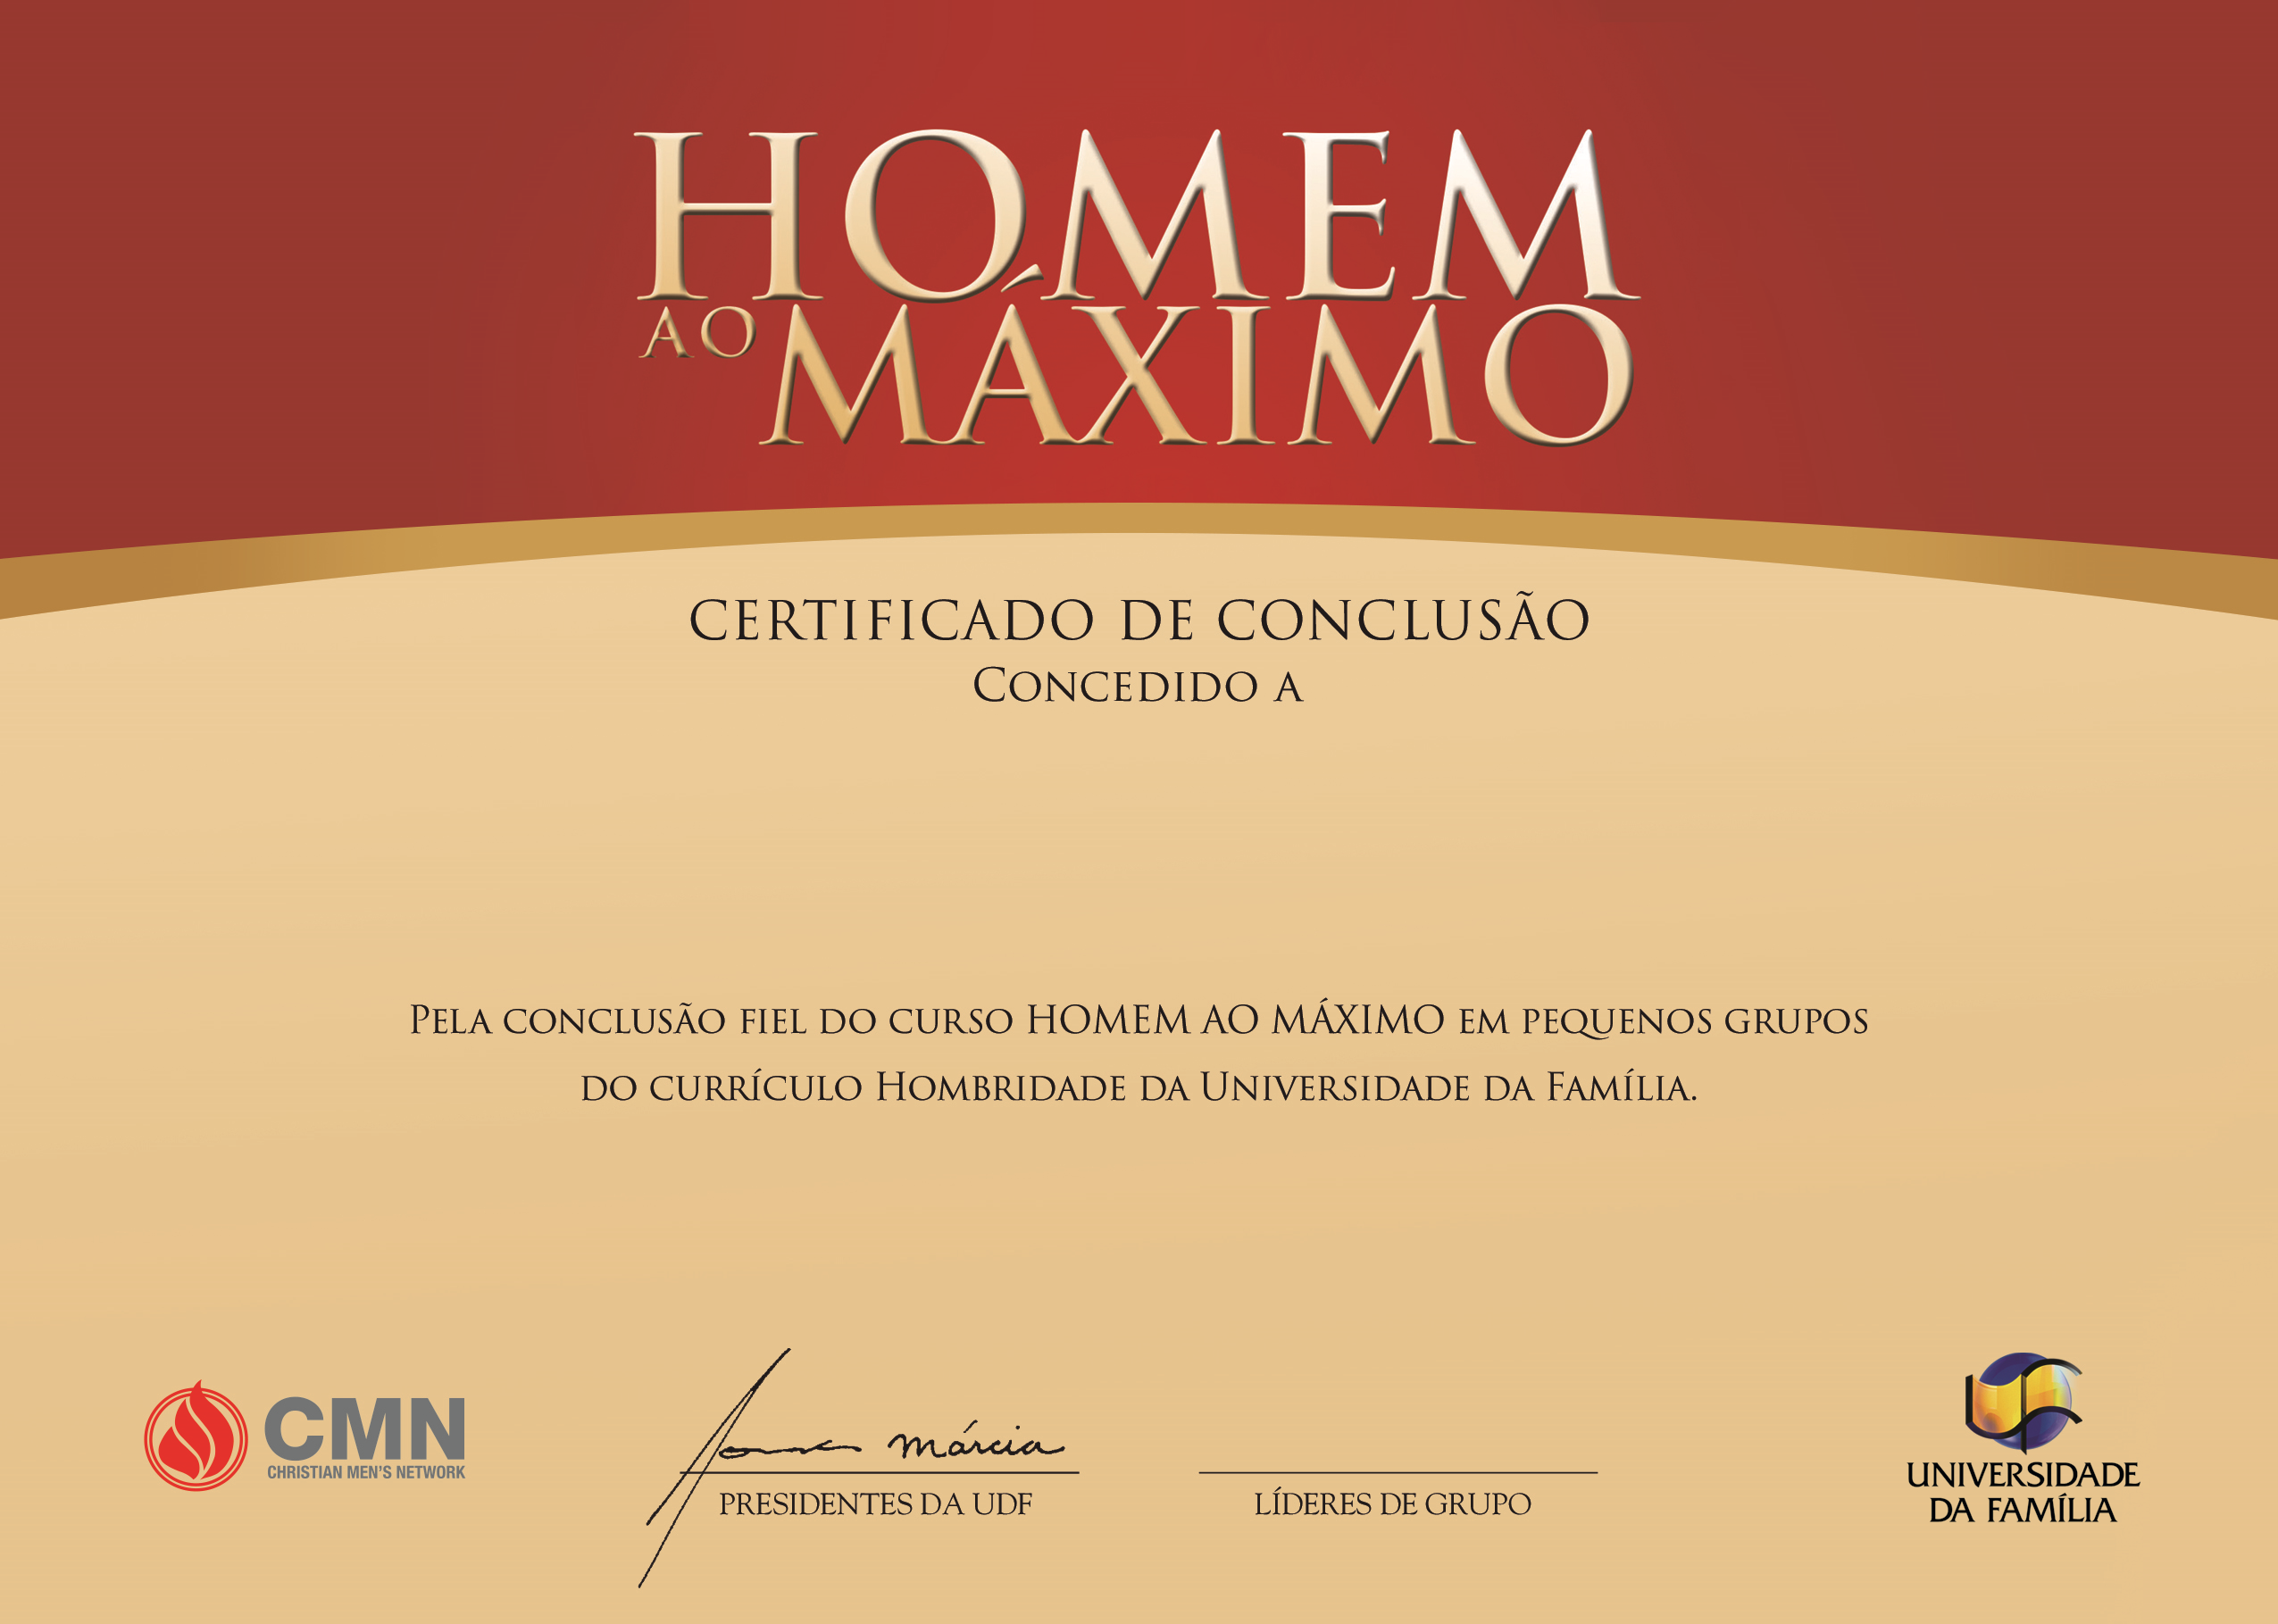 HOMEM
AO MÁXIMO
CERTIFICADO DE CONCLUSÃO
CONCEDIDO A
PELA CONCLUSÃO FIEL DO CURSO HOMEM AO MÁXIMO EM PEQUENOS GRUPOS
DO CURRÍCULO HOMBRIDADE DA UNIVERSIDADE DA FAMÍLIA.
CMN
CHRISTIAN MEN'S NETWORK
márcia
PRESIDENTES DA UDF
LÍDERES DE GRUPO
UNIVERSIDADE
DA FAMÍLIA